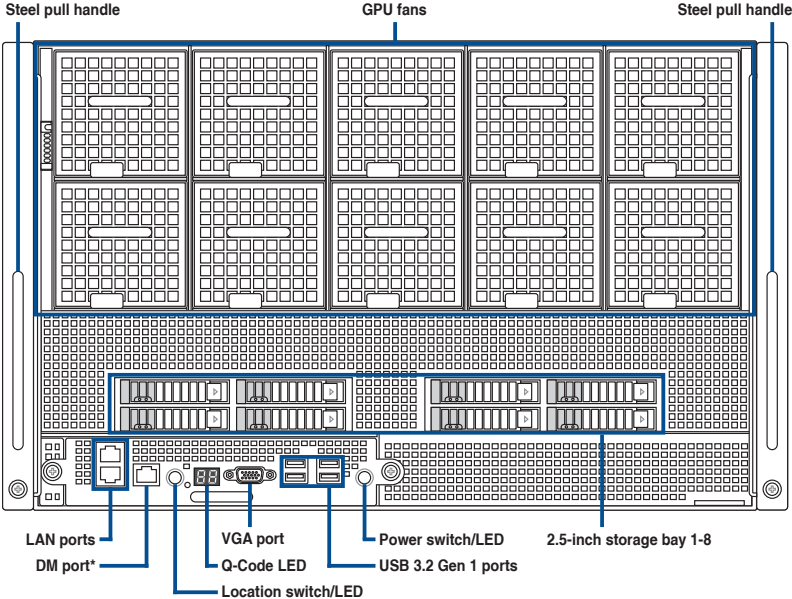 Steel pull handle
GPU fans
Steel pull handle
LAN ports
VGA port
Power switch/LED
2.5-inch storage bay 1-8
DM port*
Q-Code LED
USB 3.2 Gen 1 ports
Location switch/LED